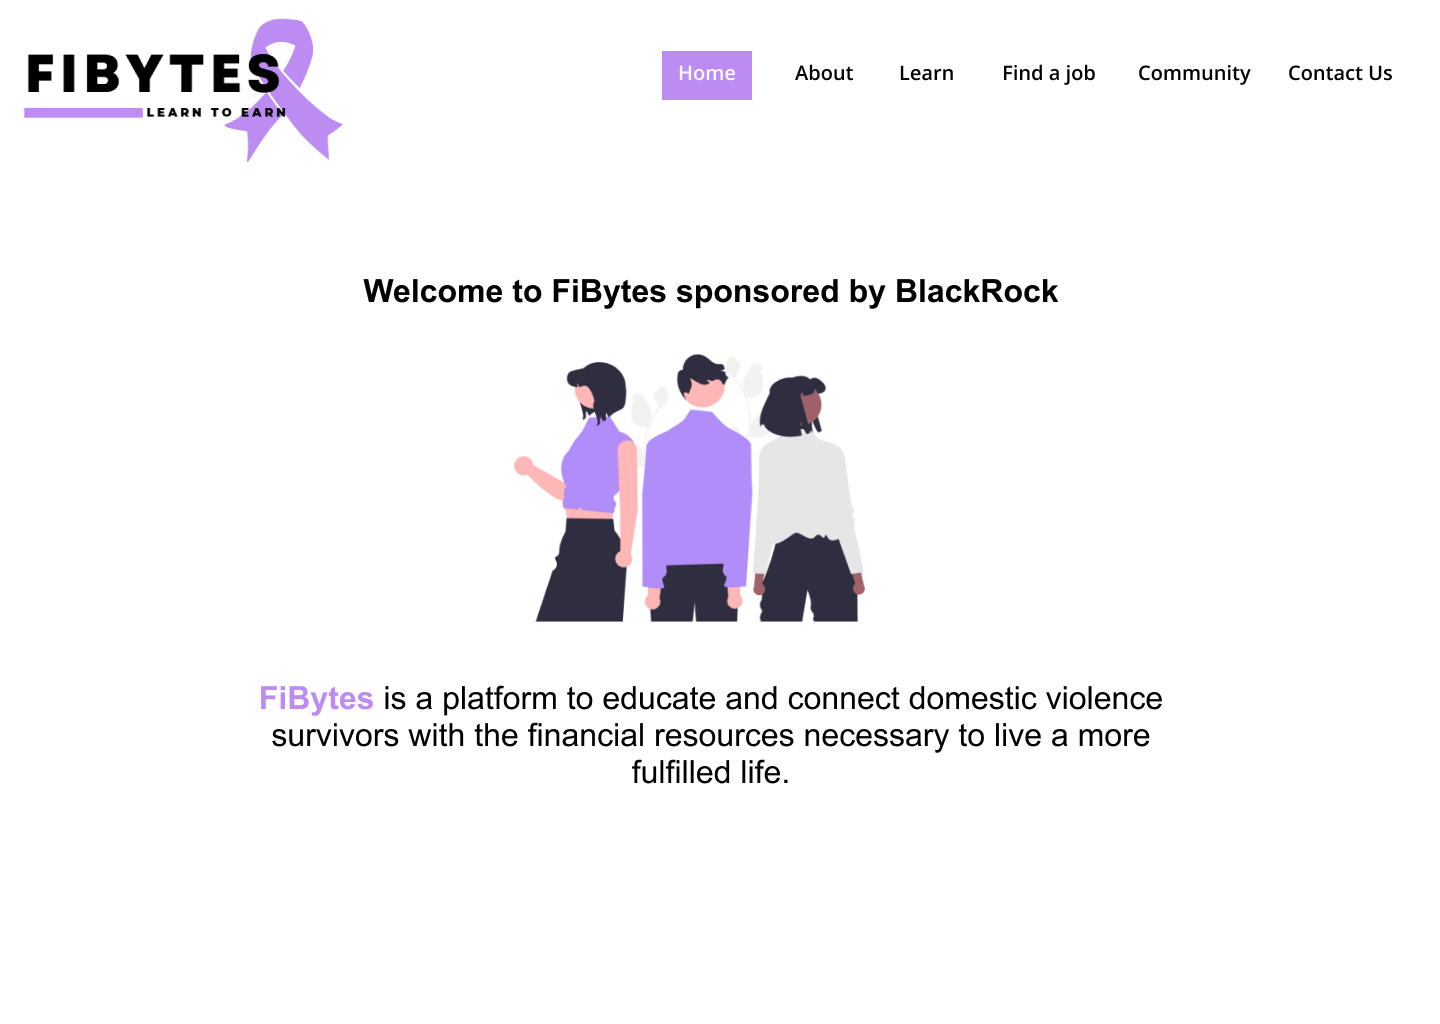 FIBYTES
LEARN TO EARN
Home About Learn Find a job Community Contact Us
Welcome to FiBytes sponsored by BlackRock
FiBytes is a platform to educate and connect domestic violence
survivors with the financial resources necessary to live a more
fulfilled life.